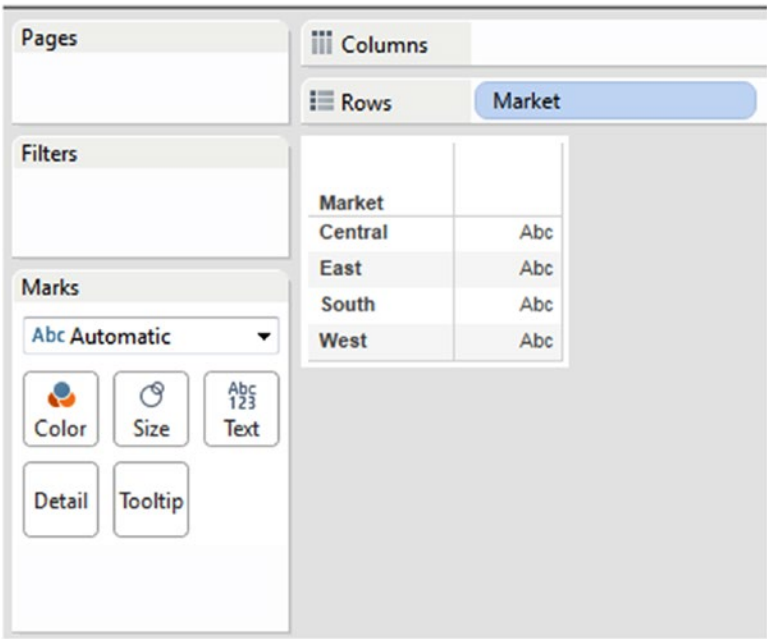 Pages
Columns
Rows
Market
Filters
Market
Central Abc
East Abc
South Abc
West Abc
Marks
Abc Automatic
Color
Size
Abc
123
Text
Detail
Tooltip